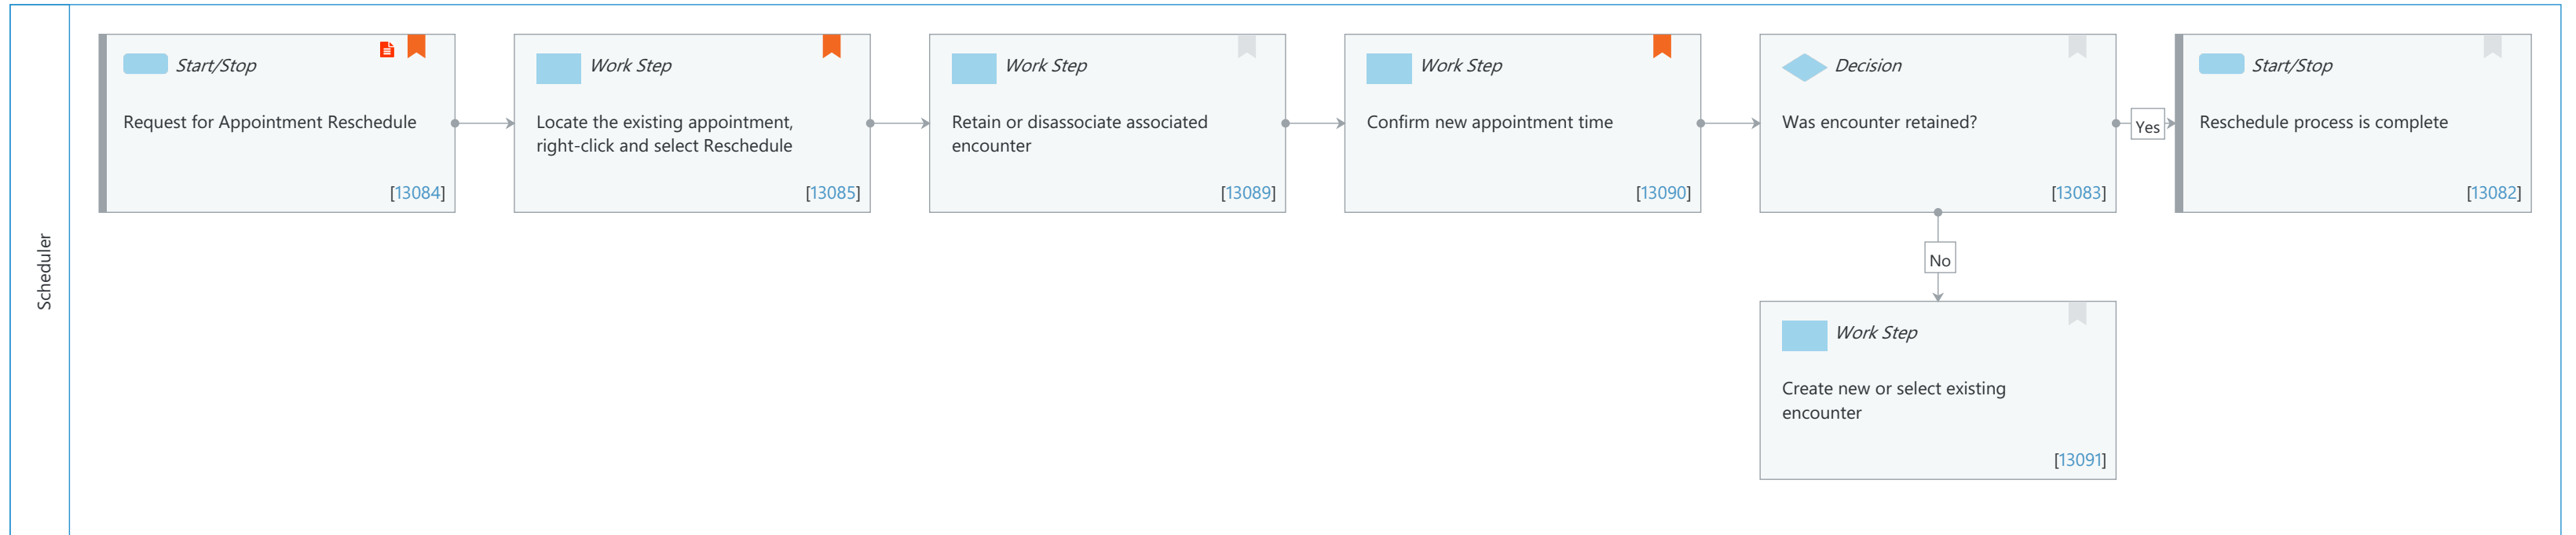 Scheduler
Start/Stop
Request for Appointment Reschedule
[13084]
Work Step
Locate the existing appointment,
right-click and select Reschedule
[13085]
Work Step
Retain or disassociate associated
encounter
[13089]
Work Step
Confirm new appointment time
[13090]
Decision
Was encounter retained?
[13083]
Yes
Start/Stop
Reschedule process is complete
[13082]
No
Work Step
Create new or select existing
encounter
[13091]